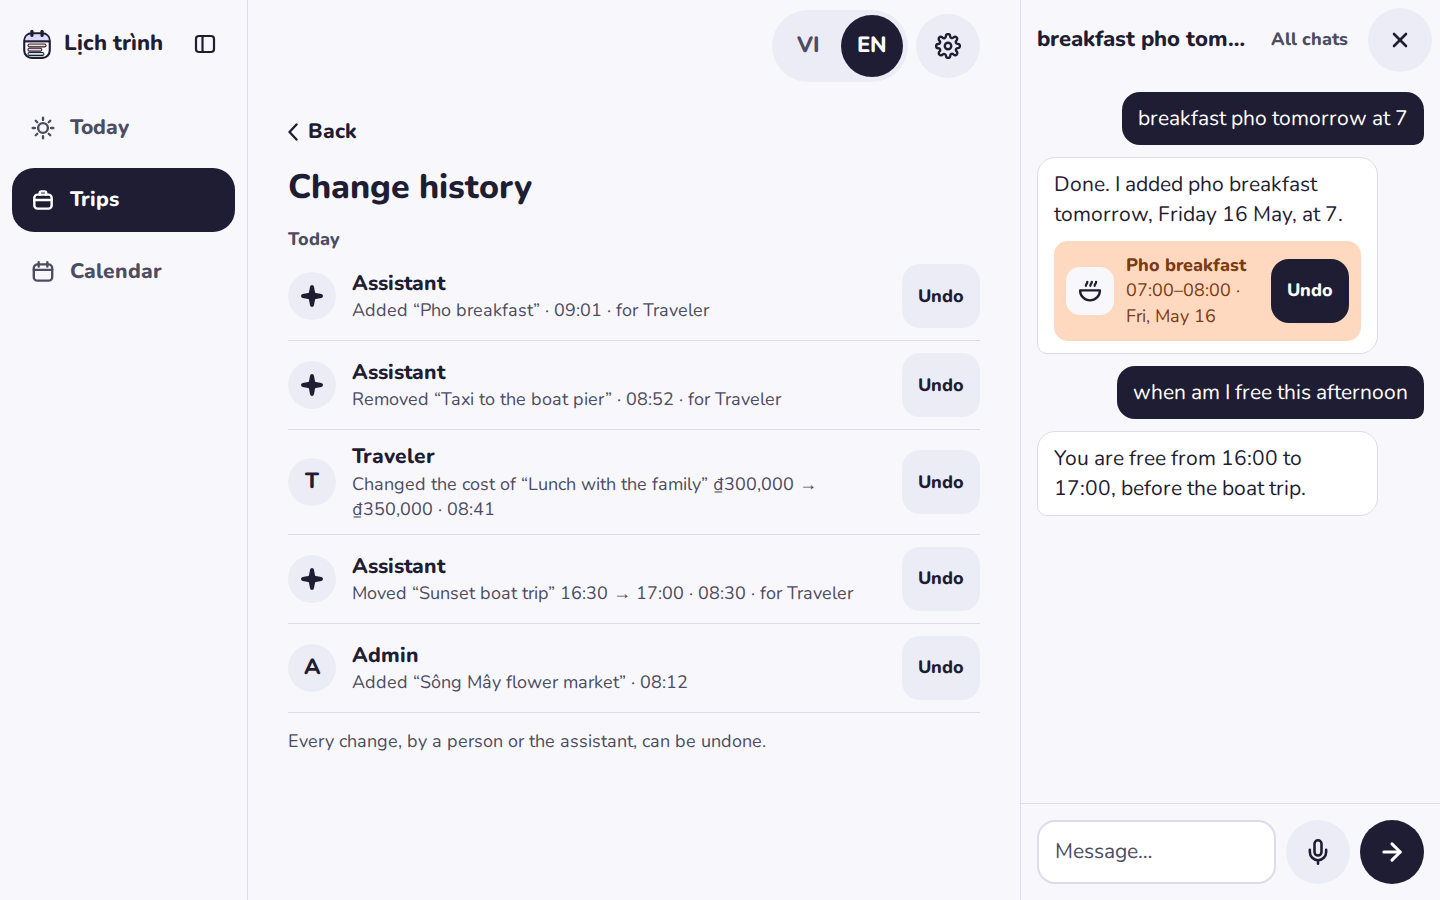 Lịch trình
Today
Trips
Calendar
VI
EN
Back
Change history
Today
Assistant
Added “Pho breakfast” · 09:01 · for Traveler
Undo
Assistant
Removed “Taxi to the boat pier” · 08:52 · for Traveler
Undo
T
Traveler
Changed the cost of “Lunch with the family” ₫300,000 →
₫350,000 · 08:41
Undo
Assistant
Moved “Sunset boat trip” 16:30 → 17:00 · 08:30 · for Traveler
Undo
A
Admin
Added “Sông Mây flower market” · 08:12
Undo
Every change, by a person or the assistant, can be undone.
breakfast pho tom...
All chats
breakfast pho tomorrow at 7
Done. I added pho breakfast
tomorrow, Friday 16 May, at 7.
Pho breakfast
07:00–08:00 ·
Fri, May 16
Undo
when am I free this afternoon
You are free from 16:00 to
17:00, before the boat trip.
Message...